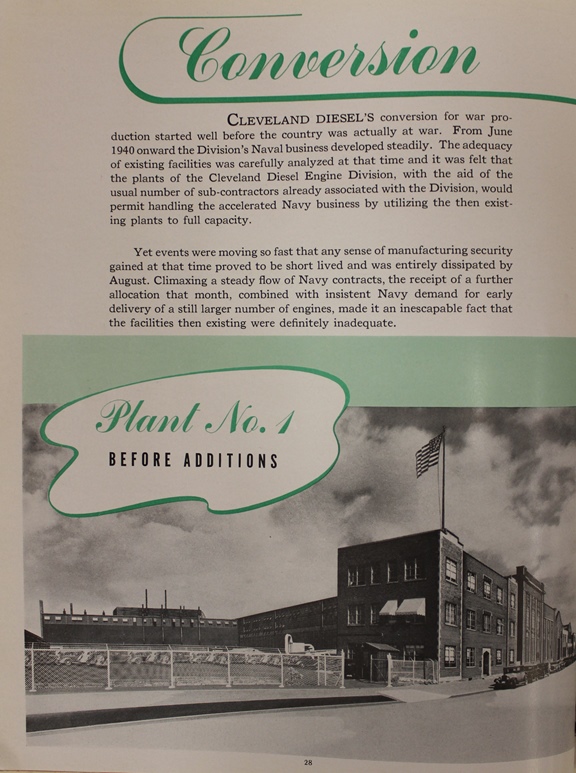 Conversion
CLEVELAND DIESEL'S conversion for war pro-
duction started well before the country was actually at war. From June
1940 onward the Division's Naval business developed steadily. The adequacy
of existing facilities was carefully analyzed at that time and it was felt that
the plants of the Cleveland Diesel Engine Division, with the aid of the
usual number of sub-contractors already associated with the Division, would
permit handling the accelerated Navy business by utilizing the then exist-
ing plants to full capacity.
Yet events were moving so fast that any sense of manufacturing security
gained at that time proved to be short lived and was entirely dissipated by
August. Climaxing a steady flow of Navy contracts, the receipt of a further
allocation that month, combined with insistent Navy demand for early
delivery of a still larger number of engines, made it an inescapable fact that
the facilities then existing were definitely inadequate.
Plant No. 1
BEFORE ADDITIONS
28